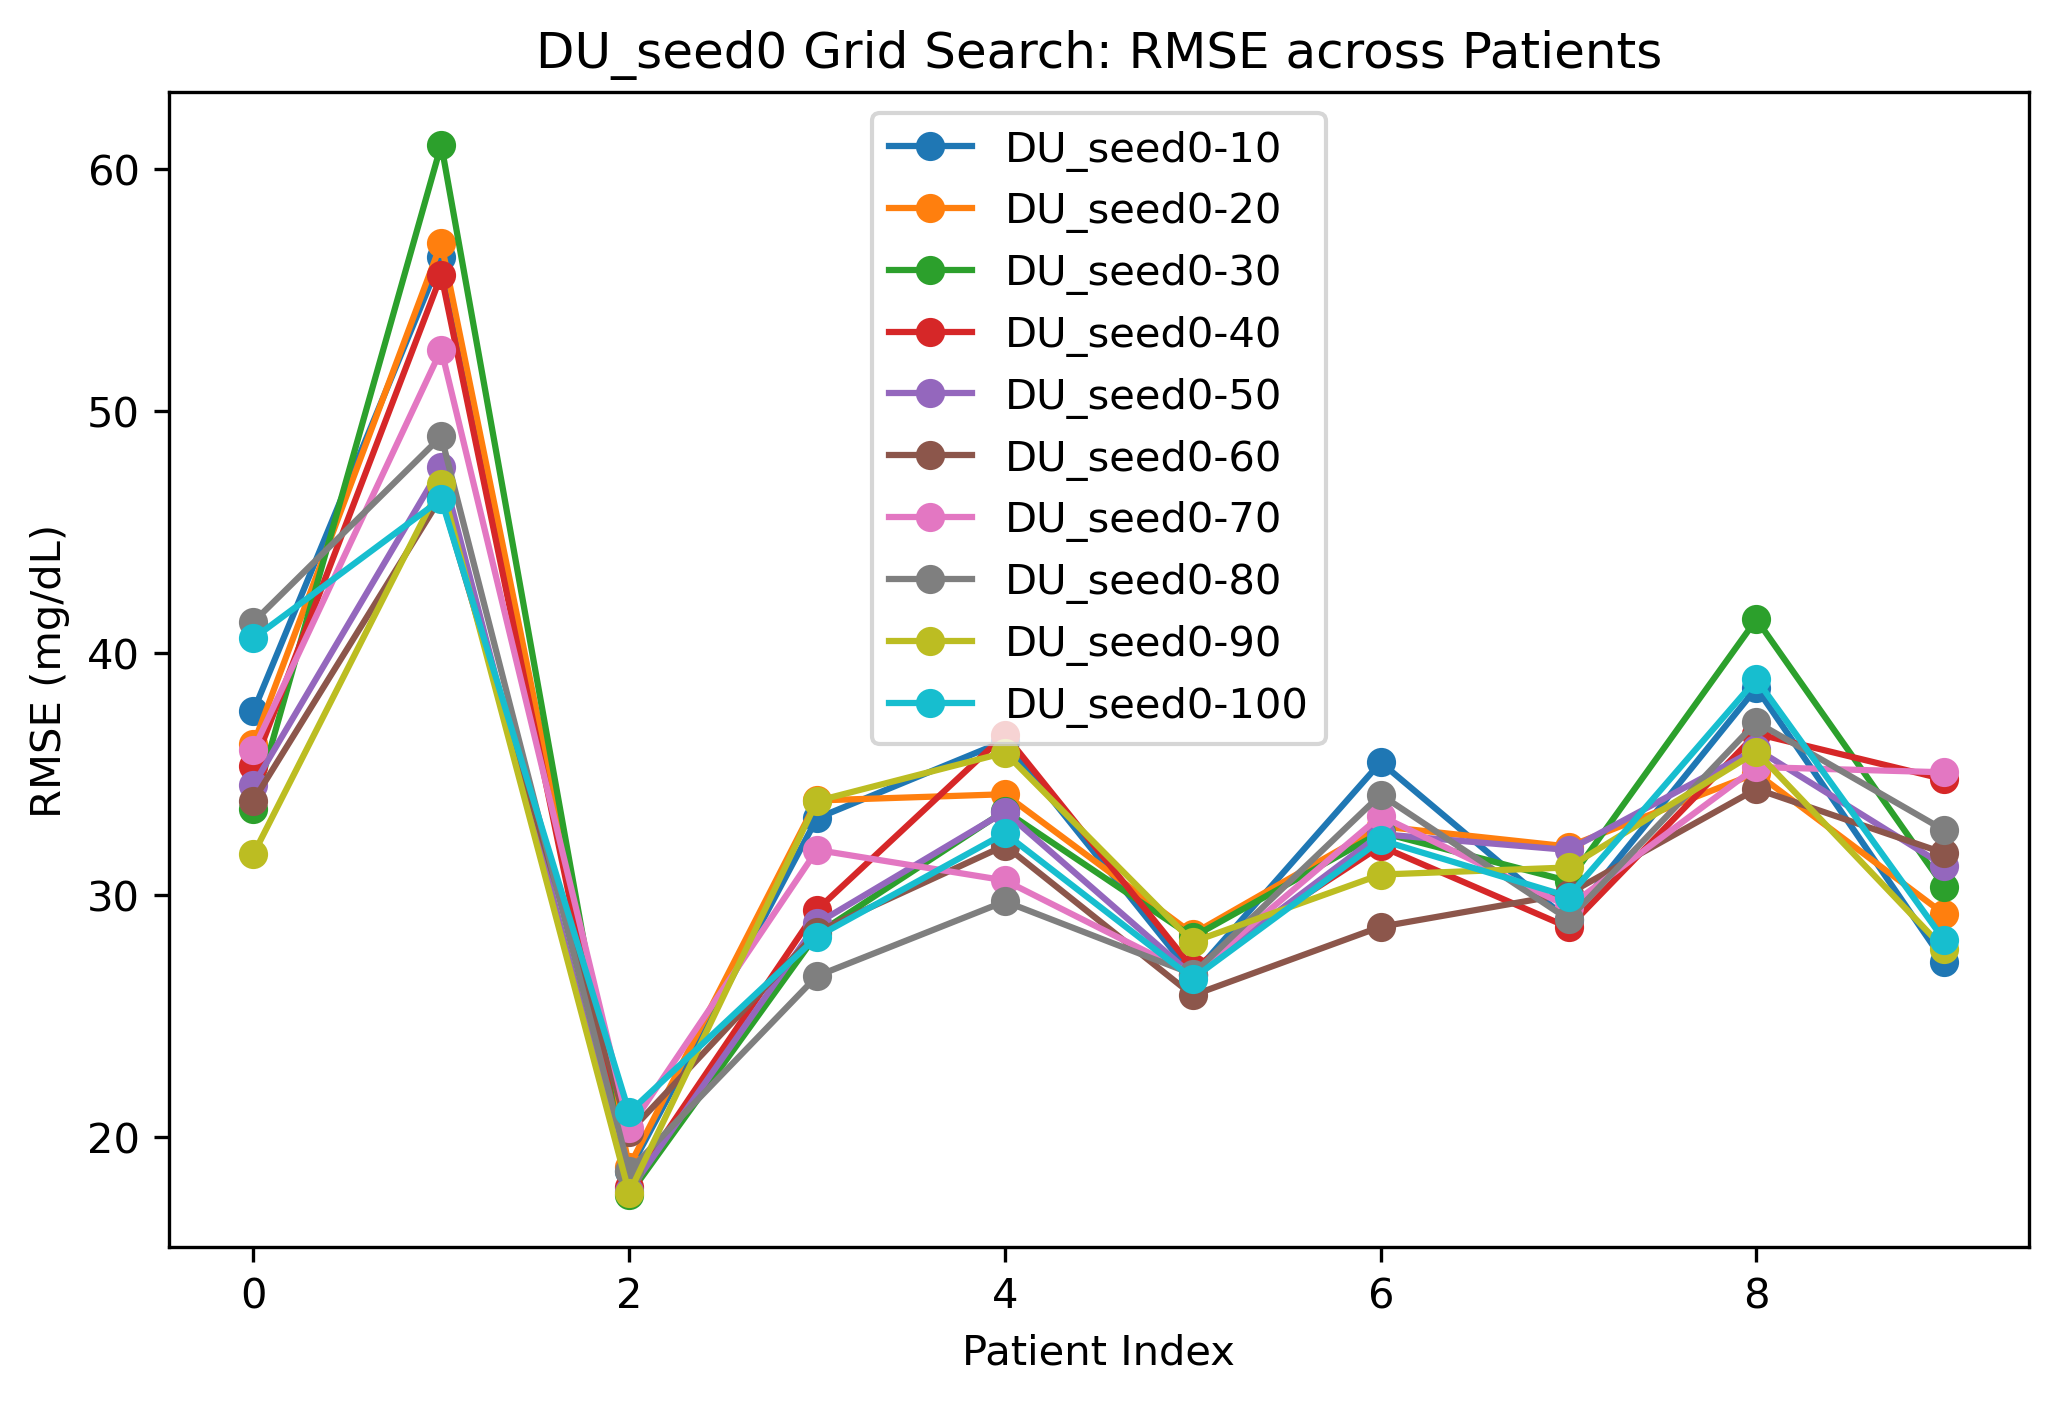 DU_seed0 Grid Search: RMSE across Patients
DU_seed0-10
DU_seed0-20
DU_seed0-30
DU_seed0-40
DU_seed0-50
DU_seed0-60
DU_seed0-70
DU_seed0-80
DU_seed0-90
DU_seed0-100
RMSE (mg/dL)
60
50
40
30
20
0 2 4 6 8
Patient Index